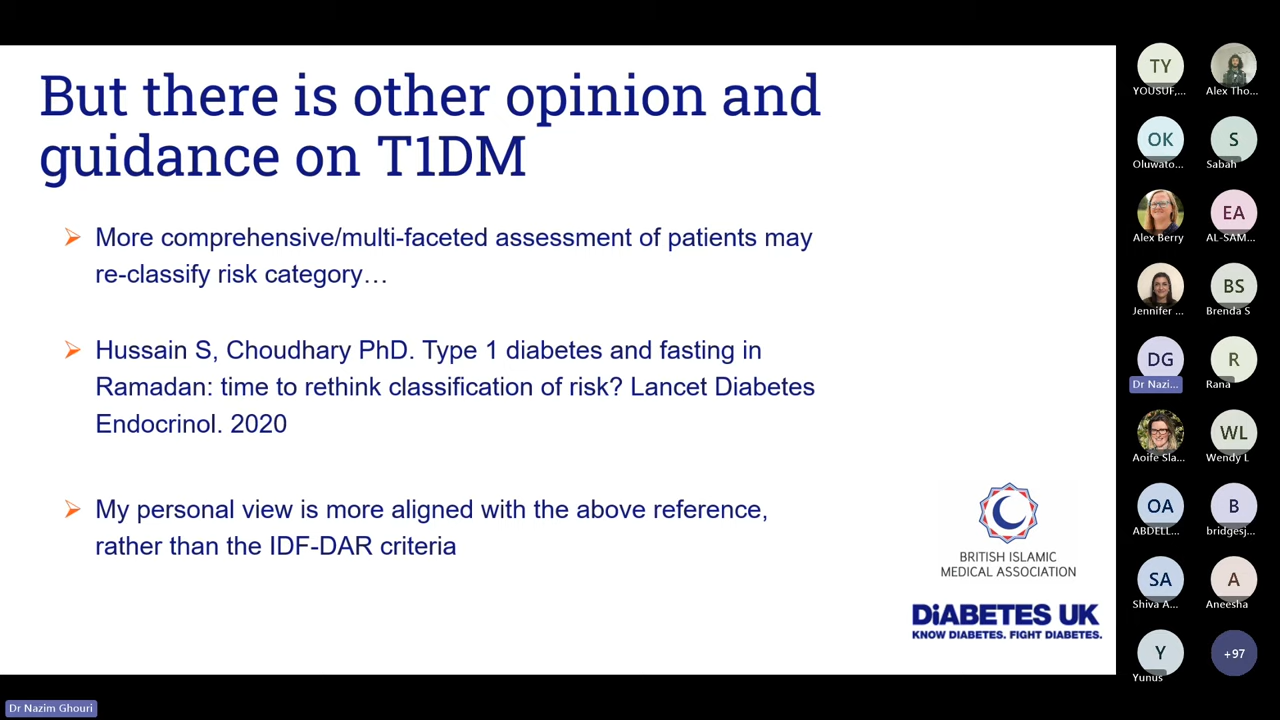 But there is other opinion and
guidance on T1DM
More comprehensive/multi-faceted assessment of patients may
re-classify risk category…
Hussain S, Choudhary PhD. Type 1 diabetes and fasting in
Ramadan: time to rethink classification of risk? Lancet Diabetes
Endocrinol. 2020
My personal view is more aligned with the above reference,
rather than the IDF-DAR criteria
BRITISH ISLAMIC
MEDICAL ASSOCIATION
DiABETES UK
KNOW DIABETES. FIGHT DIABETES.
TY
YOUSUF,...
Alex Tho...
OK
Oluwato...
S
Sabah
Alex Berry
EA
AL-SAM...
Jennifer ...
BS
Brenda S
DG
Dr Nazi...
R
Rana
Aoife Sla...
WL
Wendy L
OA
ABDELL...
B
bridgesj...
SA
Shiva A...
A
Aneesha
Y
Yunus
+97
Dr Nazim Ghouri